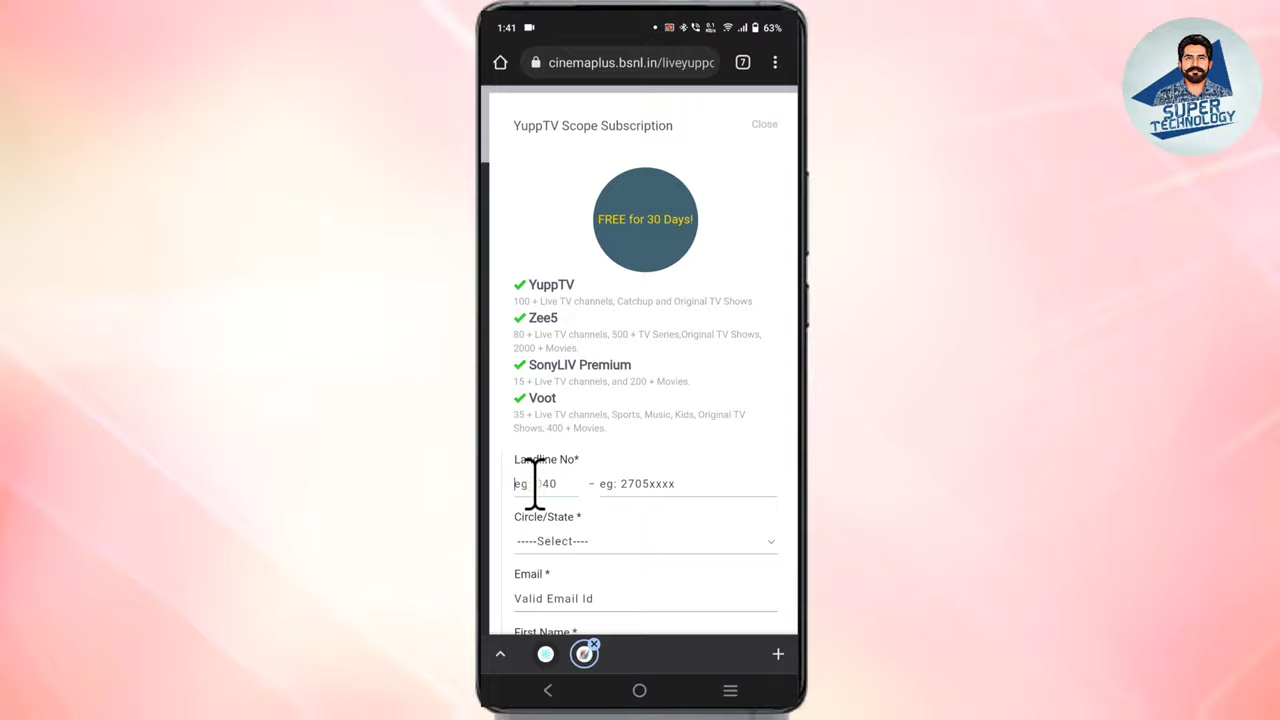 1:41
0.1
KB/s
63%
cinemaplus.bsnl.in/liveyuppc
7
YuppTV Scope Subscription
Close
FREE for 30 Days!
YuppTV
100 + Live TV channels, Catchup and Original TV Shows
Zee5
80 + Live TV channels, 500 + TV Series,Original TV Shows,
2000 + Movies.
SonyLIV Premium
15 + Live TV channels, and 200 + Movies.
Voot
35 + Live TV channels, Sports, Music, Kids, Original TV
Shows, 400 + Movies.
Landline No*
eg: 040 – eg: 2705xxxx
Circle/State *
-----Select----
Email *
Valid Email Id
First Name *
SUPER
TECHNOLOGY